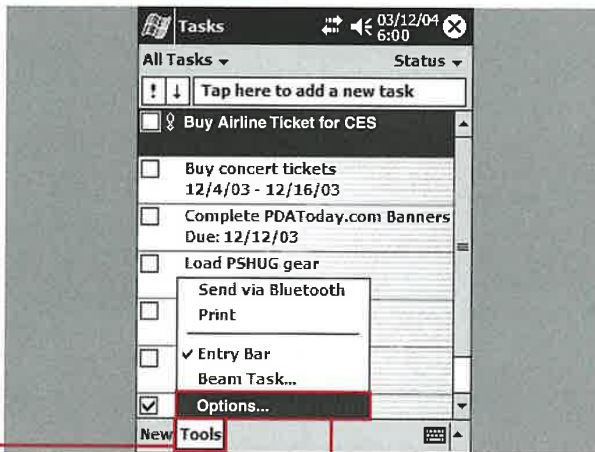 Tasks
03/12/04
6:00
All Tasks
Status
! ↓ Tap here to add a new task
Buy Airline Ticket for CES
Buy concert tickets
12/4/03 - 12/16/03
Complete PDAToday.com Banners
Due: 12/12/03
Load PSHUG gear
Send via Bluetooth
Print
✓ Entry Bar
Beam Task...
Options...
New Tools